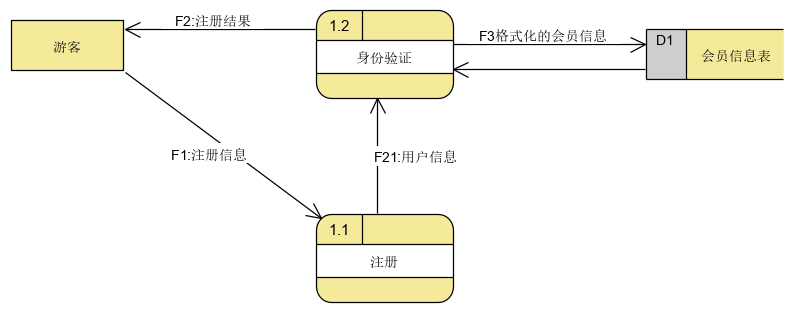 F2:注册结果
1.2
游客
身份验证
F3格式化的会员信息
D1
会员信息表
F1:注册信息
F21:用户信息
1.1
注册